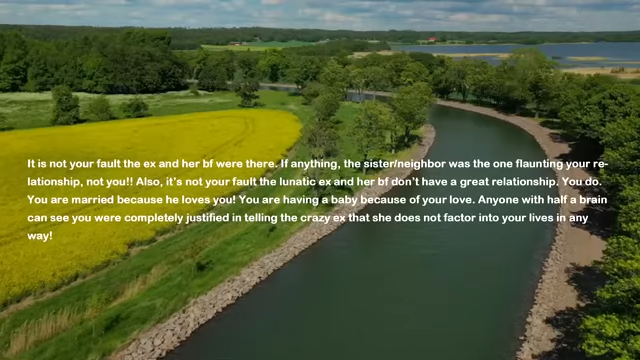 It is not your fault the ex and her bf were there. If anything, the sister/neighbor was the one flaunting your re-
lationship, not you!! Also, it's not your fault the lunatic ex and her bf don't have a great relationship. You do.
You are married because he loves you! You are having a baby because of your love. Anyone with half a brain
can see you were completely justified in telling the crazy ex that she does not factor into your lives in any
way!